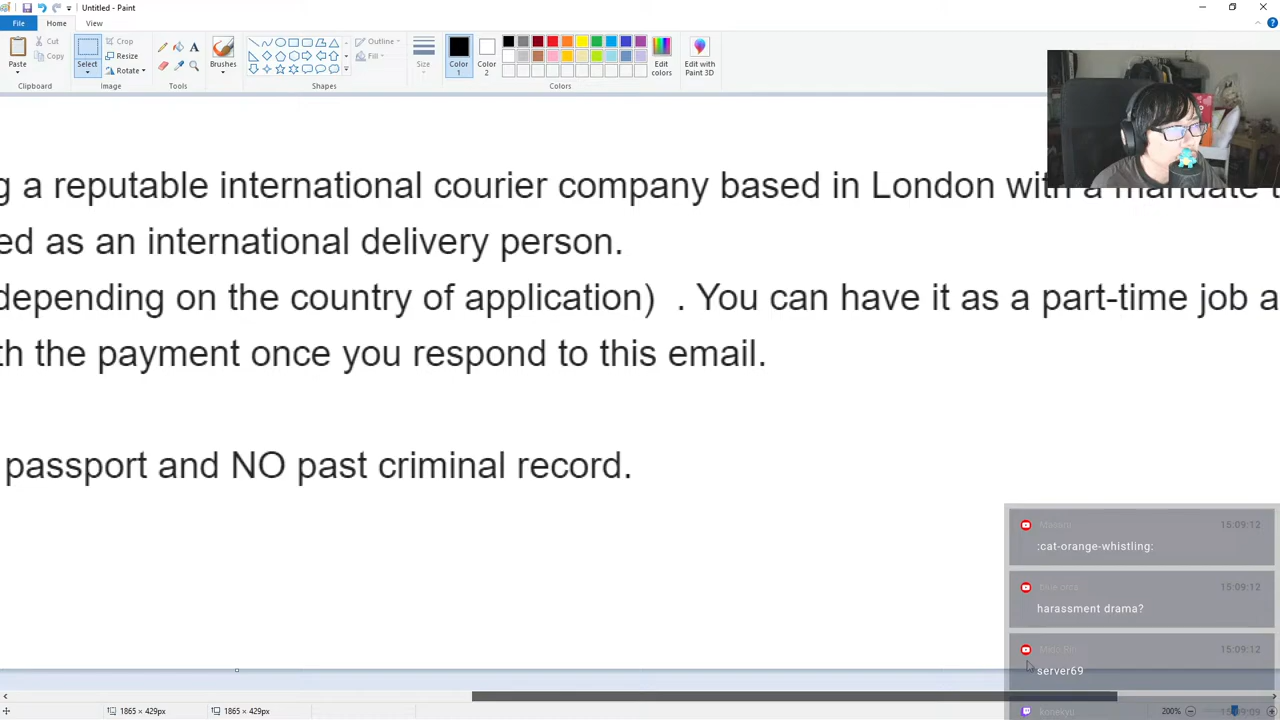 Untitled - Paint
File
Home
View
Paste
Cut
Copy
Clipboard
Select
Crop
Resize
Rotate
Image
Tools
Brushes
Shapes
Outline
Fill
Size
Color 1
Color 2
Edit colors
Colors
Edit with Paint 3D
g a reputable international courier company based in London with a mandate
ed as an international delivery person.
depending on the country of application) . You can have it as a part-time job a
th the payment once you respond to this email.
passport and NO past criminal record.
15:09:12
:cat-orange-whistling:
15:09:12
harassment drama?
15:09:12
server69
1865 × 429px
1865 × 429px
200%